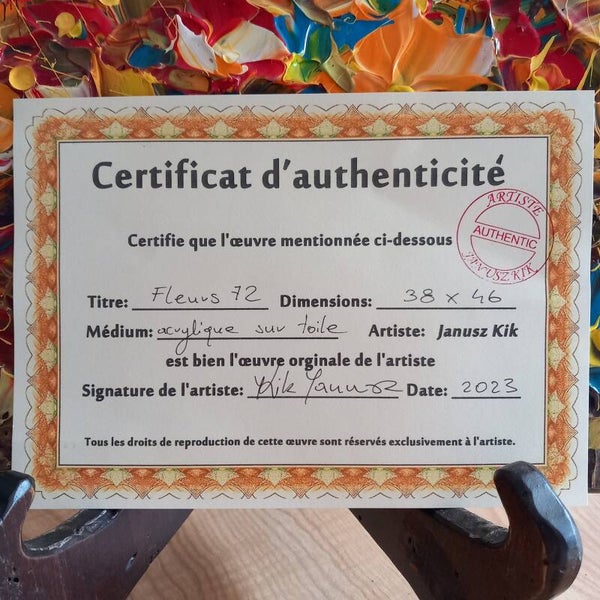 Certificat d'authenticité
ARTISTE
AUTHENTIC
JANUSZ KIK
Certifie que l'œuvre mentionnée ci-dessous
Titre: Fleurs 72 Dimensions: 38 x 46
Médium: acrylique sur toile Artiste: Janusz Kik
est bien l'œuvre orginale de l'artiste
Signature de l'artiste: Kik Janusz Date: 2023
Tous les droits de reproduction de cette œuvre sont réservés exclusivement à l'artiste.